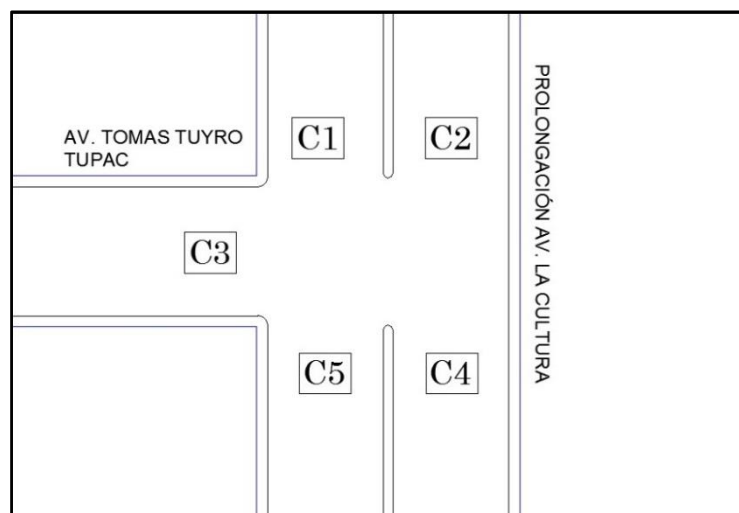 AV. TOMAS TUYRO
TUPAC
C1
C2
PROLONGACIÓN AV. LA CULTURA
C3
C5
C4